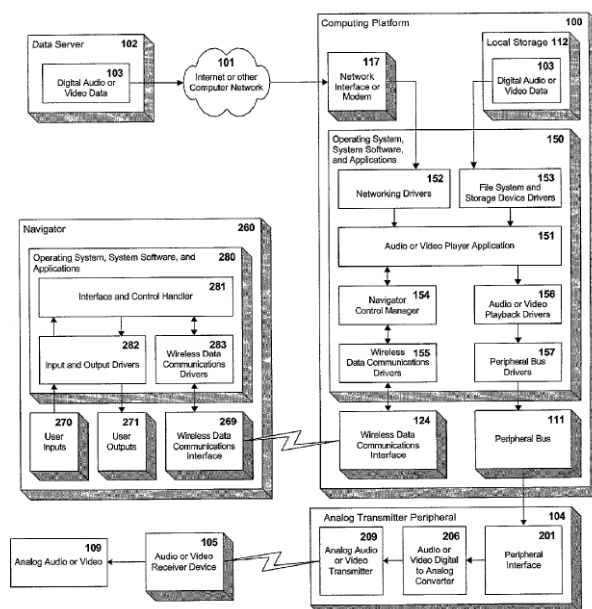 Computing Platform 100
Data Server 102
103
Digital Audio or
Video Data
101
Internet or other
Computer Network
117
Network
Interface or
Modem
Local Storage 112
103
Digital Audio or
Video Data
Operating System,
System Software,
and Applications
150
152
Networking Drivers
153
File System and
Storage Device Drivers
151
Audio or Video Player Application
154
Navigator
Control Manager
156
Audio or Video
Playback Drivers
Wireless
Data Communications
Drivers
155
157
Peripheral Bus
Drivers
124
Wireless Data
Communications
Interface
111
Peripheral Bus
Navigator 260
Operating System, System Software, and
Applications
280
281
Interface and Control Handler
282
Input and Output Drivers
283
Wireless Data
Communications
Drivers
270
User
Inputs
271
User
Outputs
269
Wireless Data
Communications
Interface
Analog Transmitter Peripheral 104
209
Analog Audio
or Video
Transmitter
206
Audio or
Video Digital
to Analog
Converter
201
Peripheral
Interface
105
Audio or Video
Receiver Device
109
Analog Audio or Video